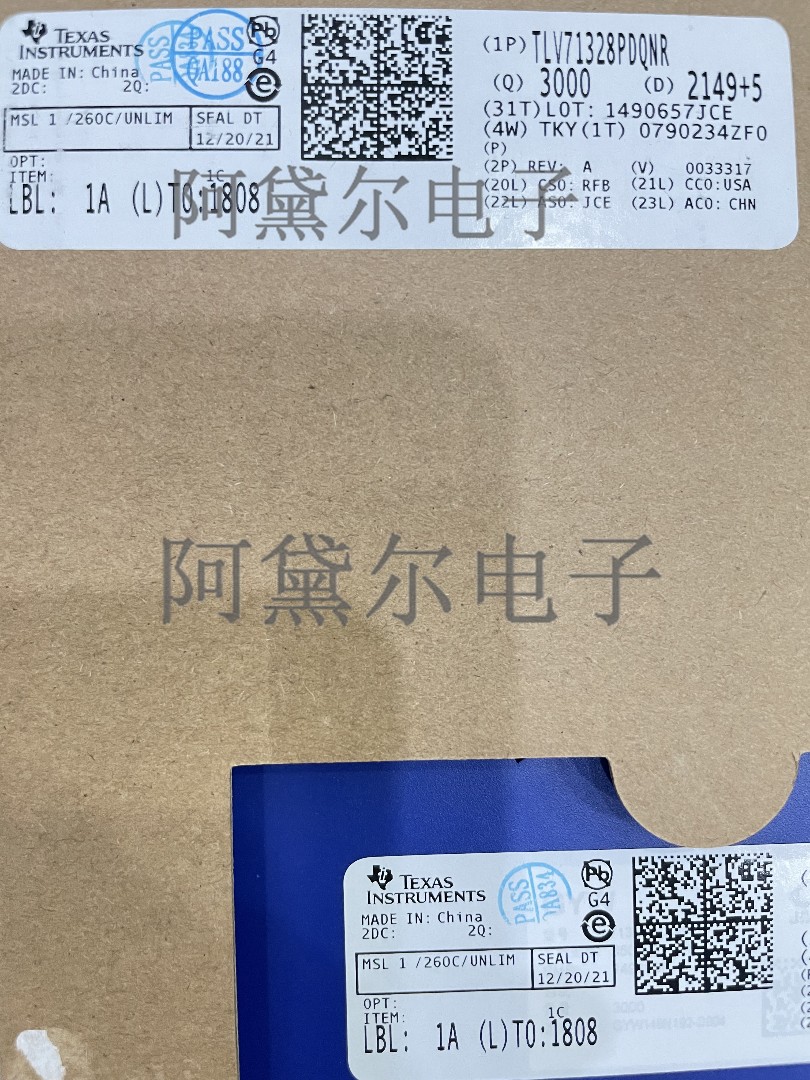 TEXAS
INSTRUMENTS
MADE IN: China
2DC: 2Q:
PASS
PASS
QA188
Pb
G4
e
MSL 1 /260C/UNLIM
SEAL DT
12/20/21
OPT:
ITEM:
1C
LBL: 1A (L)TO:1808
(1P) TLV71328PDQNR
(Q) 3000 (D) 2149+5
(31T)LOT: 1490657JCE
(4W) TKY(1T) 0790234ZFO
(P)
(2P) REV: A (V) 0033317
(20L) CSO: RFB (21L) CCO:USA
(22L) ASO: JCE (23L) ACO: CHN
阿黛尔电子
阿黛尔电子
TEXAS
INSTRUMENTS
MADE IN: China
2DC: 2Q:
PASS
Pb
G4
e
MSL 1 /260C/UNLIM
SEAL DT
12/20/21
OPT:
ITEM:
1C
LBL: 1A (L)TO:1808